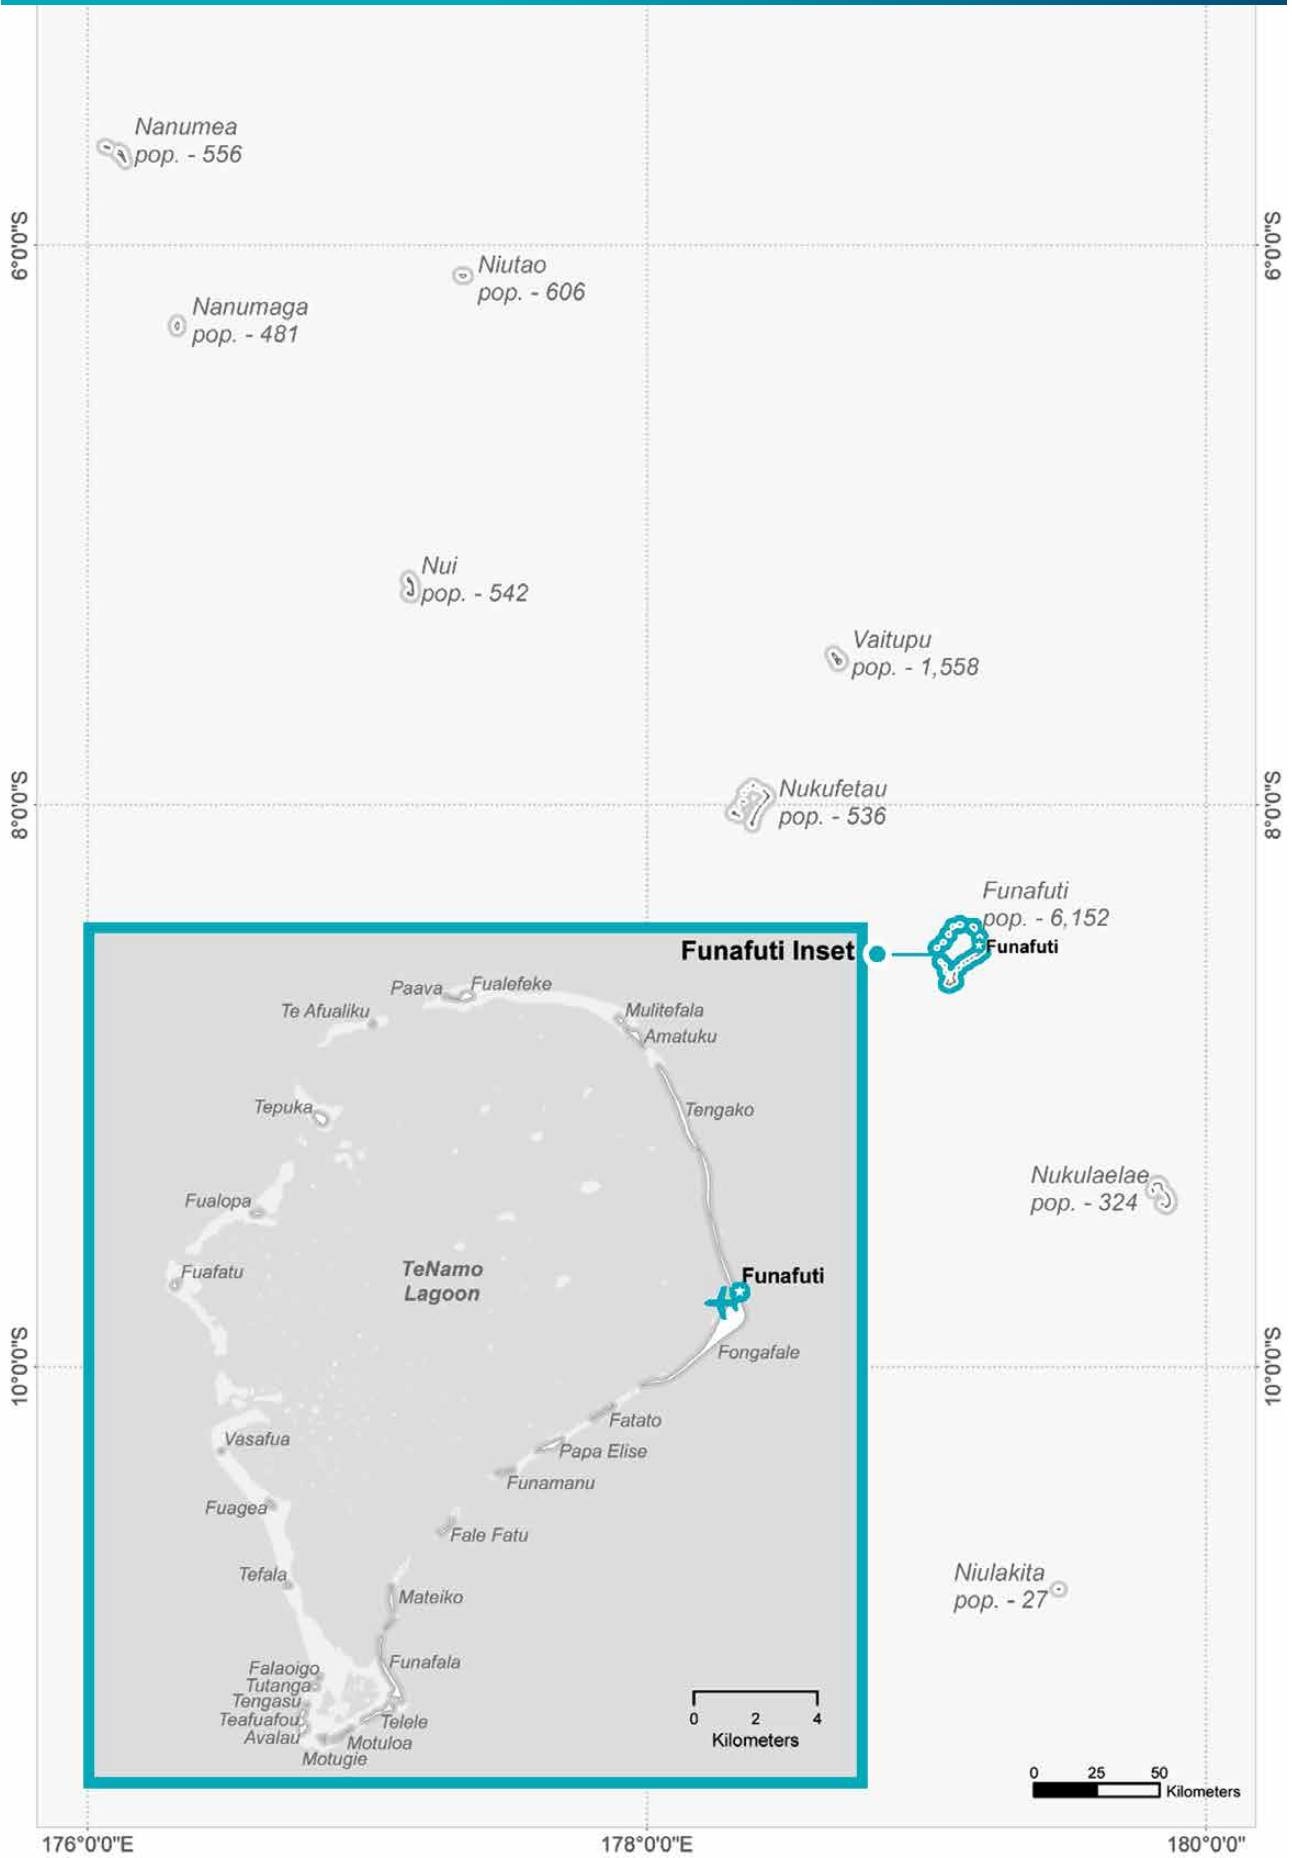 Nanumea
pop. - 556
6°0'0"S
6°0'0"S
Niutao
pop. - 606
Nanumaga
pop. - 481
Nui
pop. - 542
Vaitupu
pop. - 1,558
8°0'0"S
8°0'0"S
Nukufetau
pop. - 536
Funafuti
pop. - 6,152
Funafuti
Funafuti Inset
Paava
Fualefeke
Te Afualiku
Mulitefala
Amatuku
Tepuka
Tengako
Fualopa
Nukulaelae
pop. - 324
Fuafatu
TeNamo
Lagoon
Funafuti
Fongafale
10°0'0"S
10°0'0"S
Fatato
Vasafua
Papa Elise
Funamanu
Fuagea
Fale Fatu
Tefala
Mateiko
Niulakita
pop. - 27
Funafala
Falaoigo
Tutanga
Tengasu
Teafuafou
Avalau
Telele
Motuloa
Motugie
0 2 4
Kilometers
0 25 50
Kilometers
176°0'0"E
178°0'0"E
180°0'0"